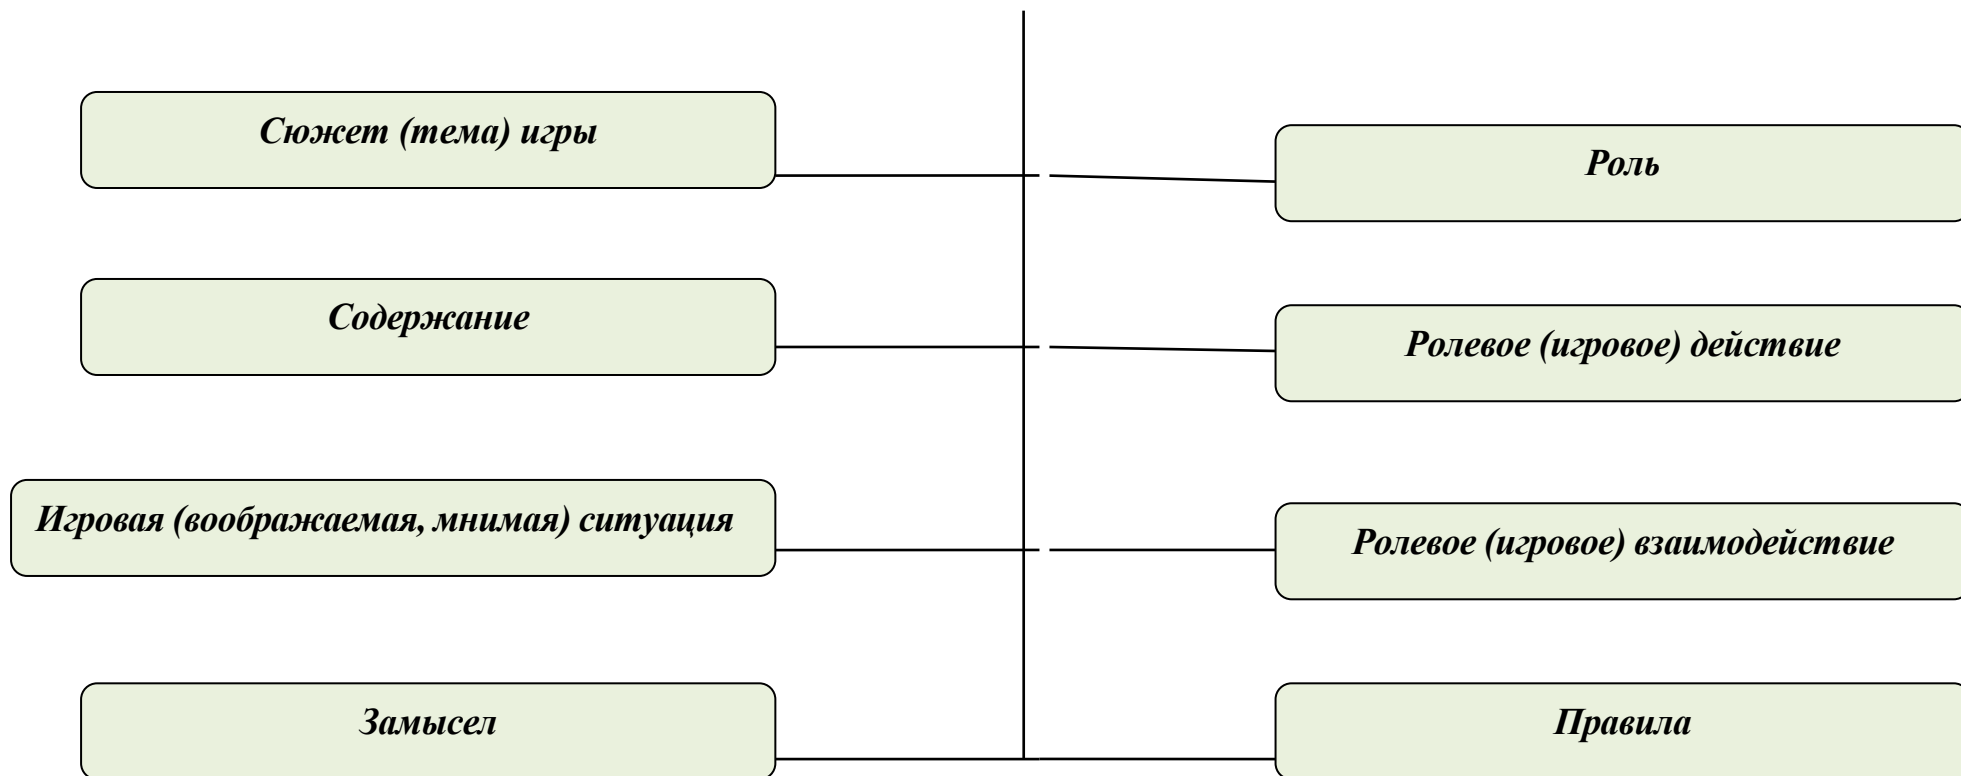 Сюжет (тема) игры
Роль
Содержание
Ролевое (игровое) действие
Игровая (воображаемая, мнимая) ситуация
Ролевое (игровое) взаимодействие
Замысел
Правила